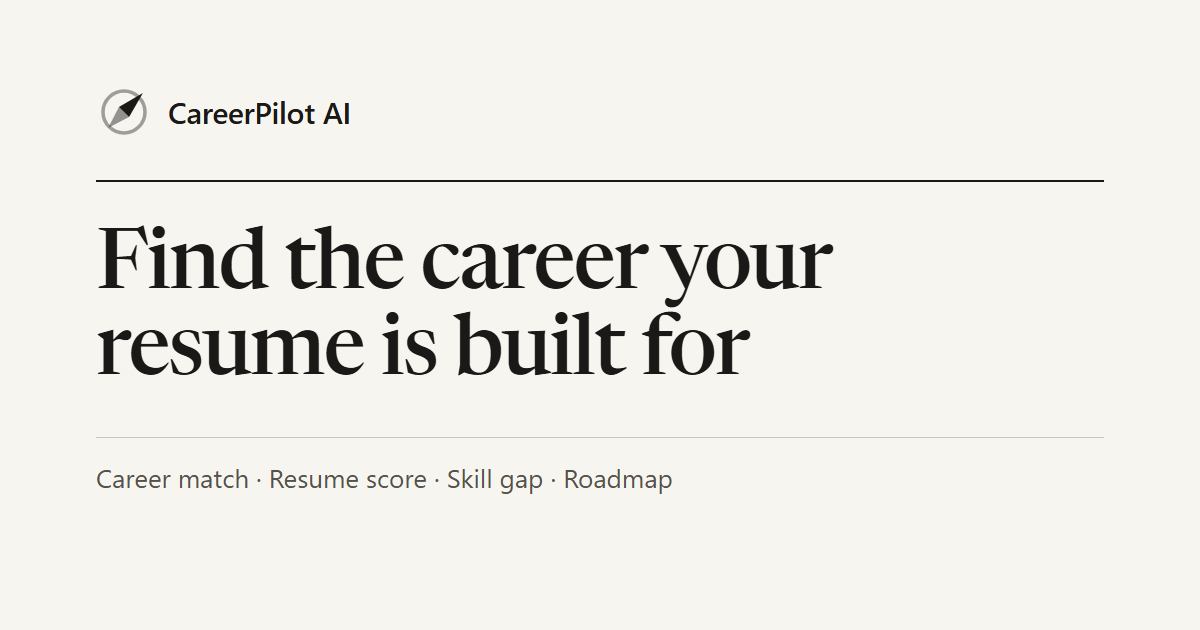 CareerPilot AI
Find the career your
resume is built for
Career match · Resume score · Skill gap · Roadmap